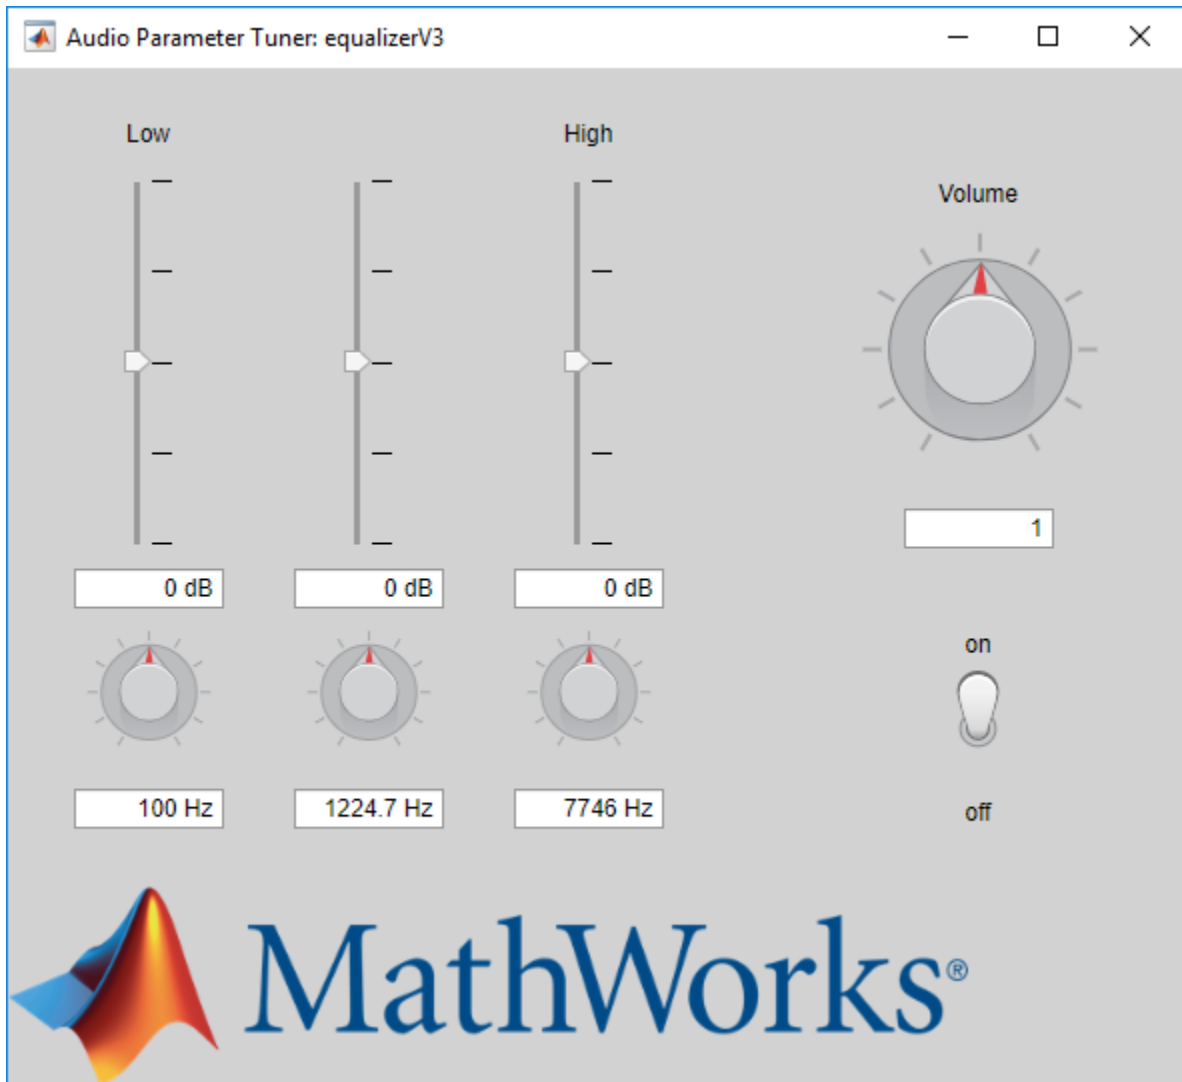 Audio Parameter Tuner: equalizerV3
Low
High
Volume
1
0 dB
0 dB
0 dB
on
100 Hz
1224.7 Hz
7746 Hz
off
MathWorks®